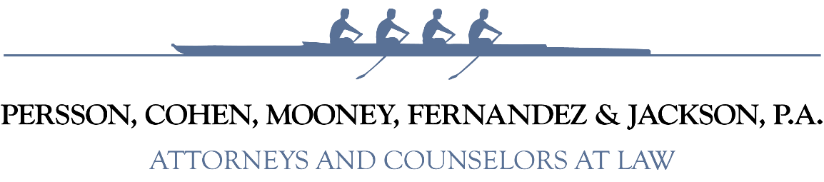 PERSSON, COHEN, MOONEY, FERNANDEZ & JACKSON, P.A.
ATTORNEYS AND COUNSELORS AT LAW